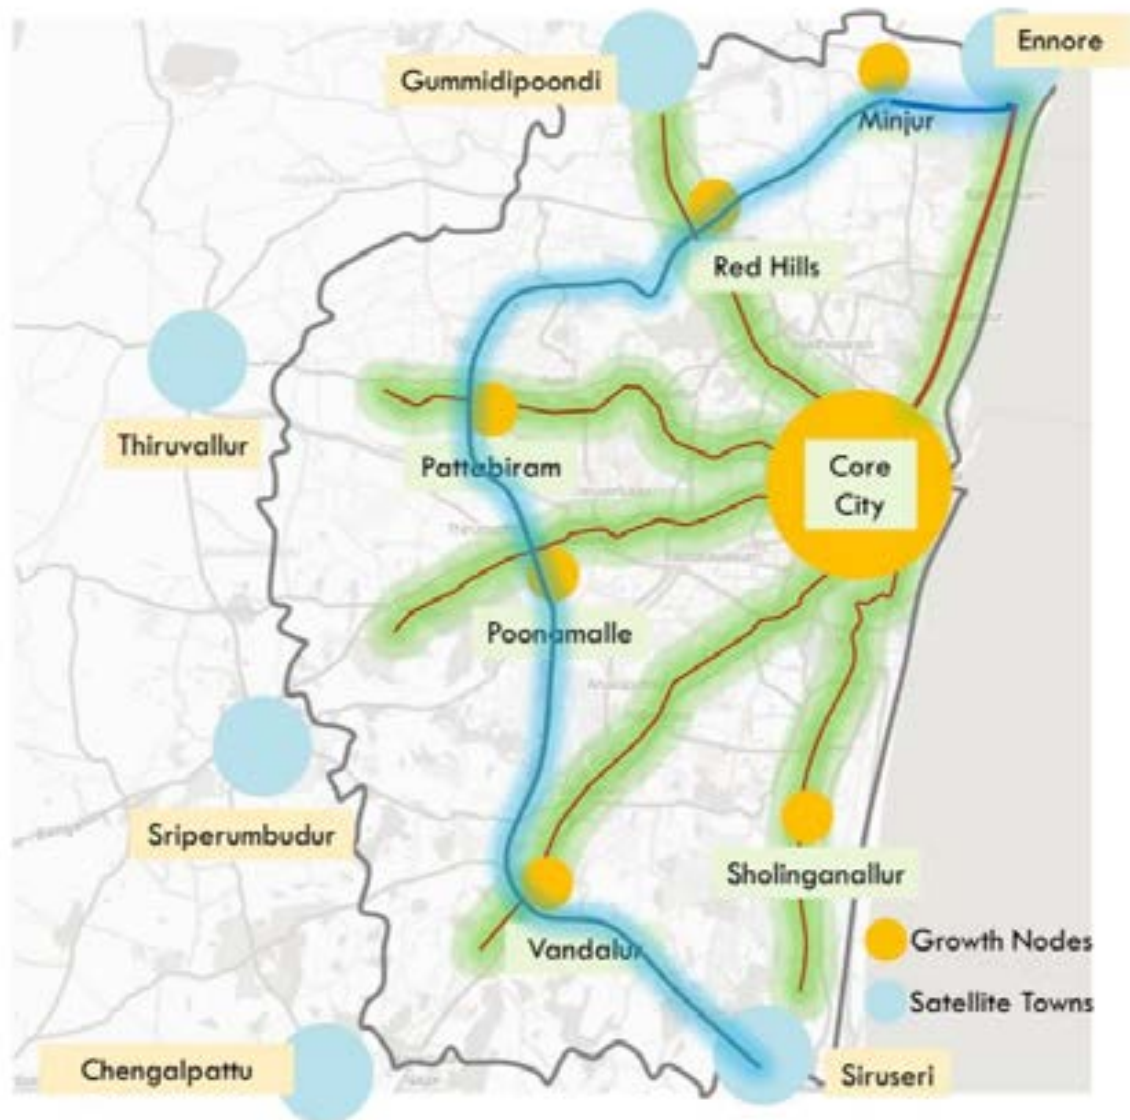 Ennore
Gummidipoondi
Minjur
Red Hills
Thiruvallur
Pattabiram
Core
City
Poonamalle
Sriperumbudur
Sholinganallur
Growth Nodes
Vandalur
Satellite Towns
Chengalpattu
Siruseri